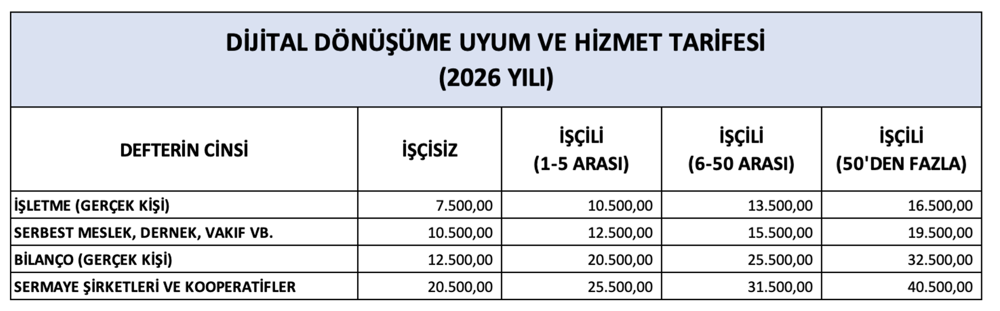 DİJİTAL DÖNÜŞÜME UYUM VE HİZMET TARİFESİ
(2026 YILI)
DEFTERİN CİNSİ İŞÇİSİZ İŞÇİLİ (1-5 ARASI) İŞÇİLİ (6-50 ARASI) İŞÇİLİ (50'DEN FAZLA)
İŞLETME (GERÇEK KİŞİ) 7.500,00 10.500,00 13.500,00 16.500,00
SERBEST MESLEK, DERNEK, VAKIF VB. 10.500,00 12.500,00 15.500,00 19.500,00
BİLANÇO (GERÇEK KİŞİ) 12.500,00 20.500,00 25.500,00 32.500,00
SERMAYE ŞİRKETLERİ VE KOOPERATİFLER 20.500,00 25.500,00 31.500,00 40.500,00